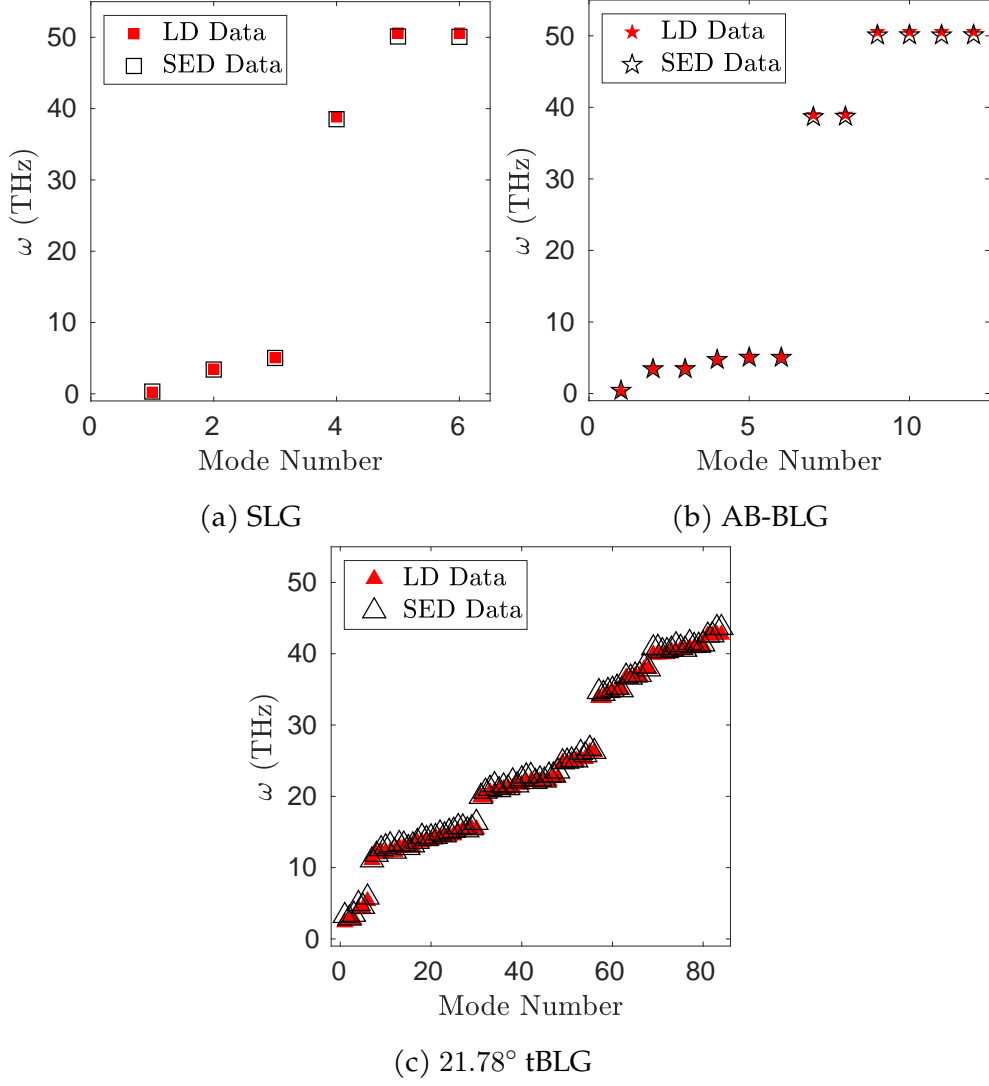 LD Data
SED Data
ω (THz)
50
40
30
20
10
0
0
2
4
6
Mode Number
(a) SLG
LD Data
SED Data
ω (THz)
50
40
30
20
10
0
0
5
10
Mode Number
(b) AB-BLG
LD Data
SED Data
ω (THz)
50
40
30
20
10
0
0
20
40
60
80
Mode Number
(c) 21.78° tBLG